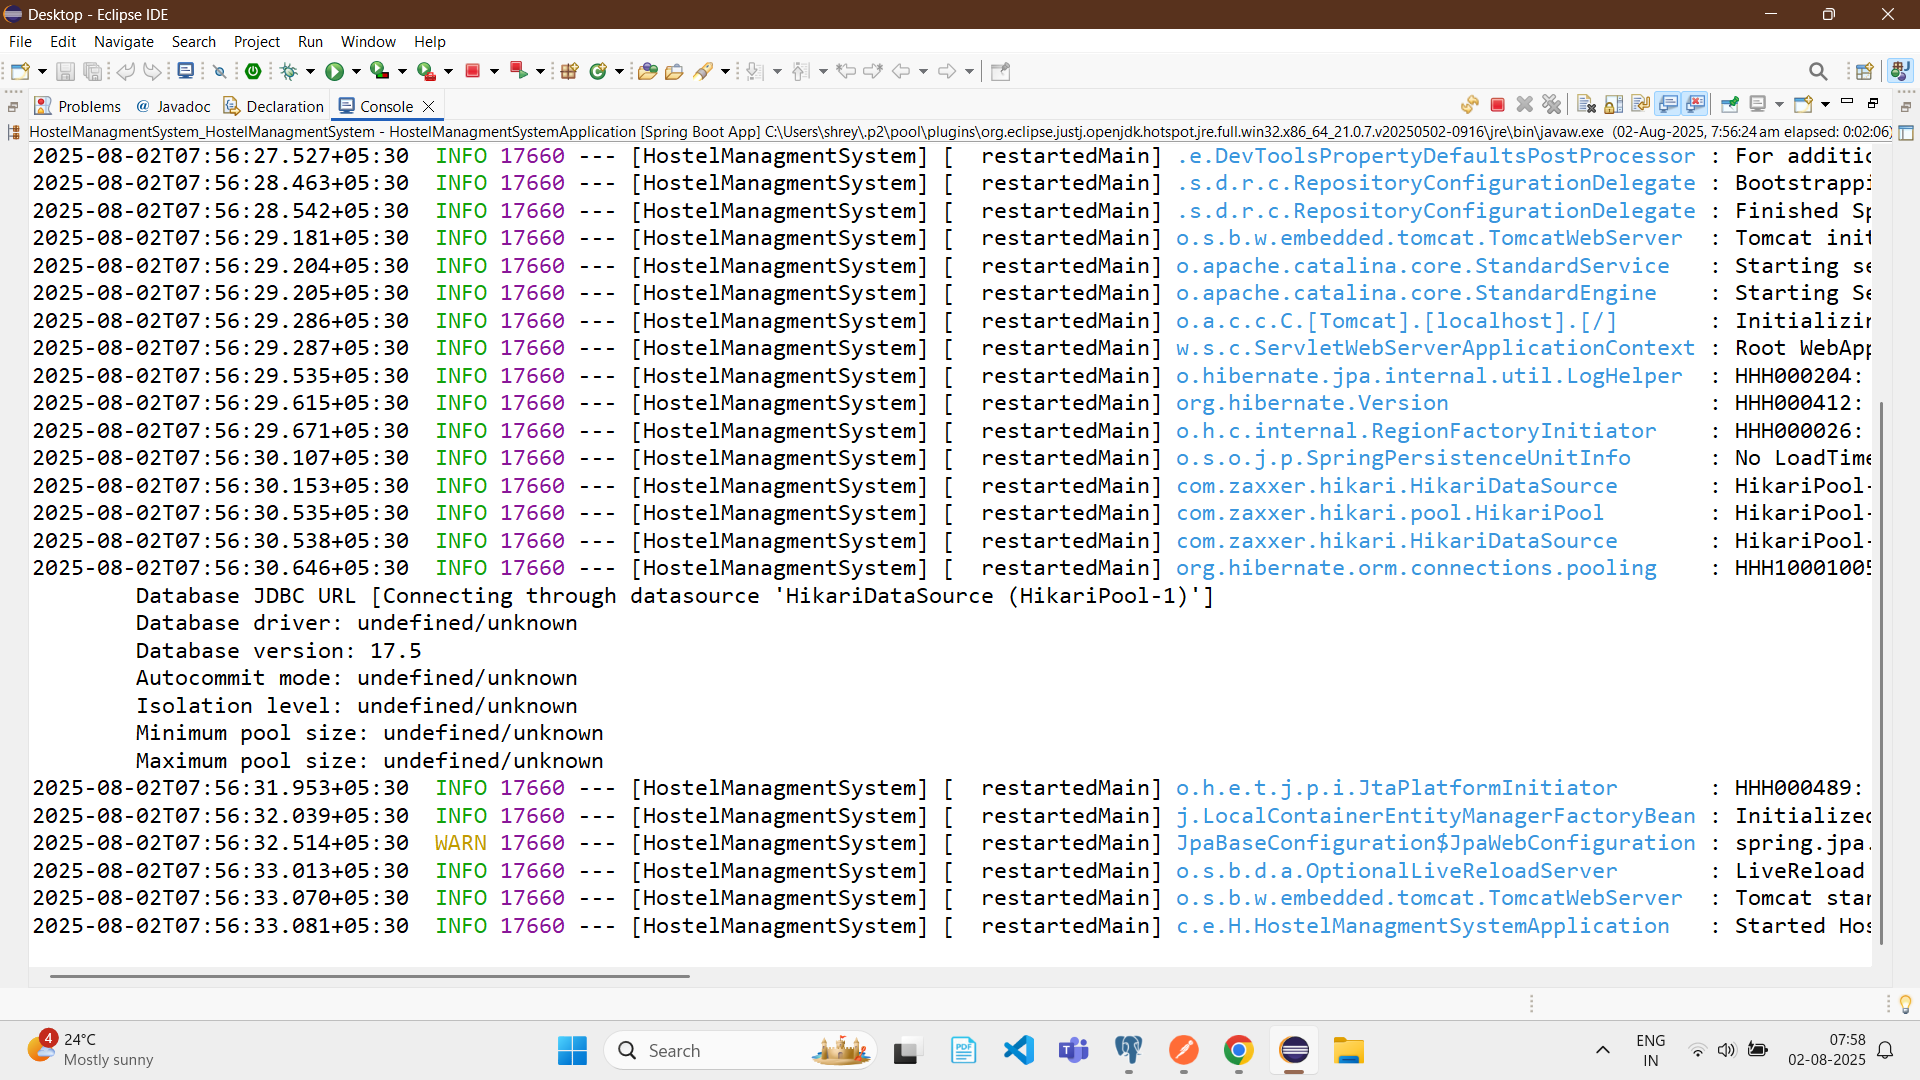 Desktop - Eclipse IDE
File Edit Navigate Search Project Run Window Help
Problems @ Javadoc Declaration Console
HostelManagmentSystem_HostelManagmentSystem - HostelManagmentSystemApplication [Spring Boot App] C:\Users\shrey\.p2\pool\plugins\org.eclipse.justj.openjdk.hotspot.jre.full.win32.x86_64_21.0.7.v20250502-0916\jre\bin\javaw.exe (02-Aug-2025, 7:56:24 am elapsed: 0:02:06)
2025-08-02T07:56:27.527+05:30 INFO 17660 --- [HostelManagmentSystem] [ restartedMain] .e.DevToolsPropertyDefaultsPostProcessor : For additic
2025-08-02T07:56:28.463+05:30 INFO 17660 --- [HostelManagmentSystem] [ restartedMain] .s.d.r.c.RepositoryConfigurationDelegate : Bootstrappi
2025-08-02T07:56:28.542+05:30 INFO 17660 --- [HostelManagmentSystem] [ restartedMain] .s.d.r.c.RepositoryConfigurationDelegate : Finished Sp
2025-08-02T07:56:29.181+05:30 INFO 17660 --- [HostelManagmentSystem] [ restartedMain] o.s.b.w.embedded.tomcat.TomcatWebServer : Tomcat init
2025-08-02T07:56:29.204+05:30 INFO 17660 --- [HostelManagmentSystem] [ restartedMain] o.apache.catalina.core.StandardService : Starting se
2025-08-02T07:56:29.205+05:30 INFO 17660 --- [HostelManagmentSystem] [ restartedMain] o.apache.catalina.core.StandardEngine : Starting Se
2025-08-02T07:56:29.286+05:30 INFO 17660 --- [HostelManagmentSystem] [ restartedMain] o.a.c.c.C.[Tomcat].[localhost].[/] : Initializin
2025-08-02T07:56:29.287+05:30 INFO 17660 --- [HostelManagmentSystem] [ restartedMain] w.s.c.ServletWebServerApplicationContext : Root WebApp
2025-08-02T07:56:29.535+05:30 INFO 17660 --- [HostelManagmentSystem] [ restartedMain] o.hibernate.jpa.internal.util.LogHelper : HHH000204:
2025-08-02T07:56:29.615+05:30 INFO 17660 --- [HostelManagmentSystem] [ restartedMain] org.hibernate.Version : HHH000412:
2025-08-02T07:56:29.671+05:30 INFO 17660 --- [HostelManagmentSystem] [ restartedMain] o.h.c.internal.RegionFactoryInitiator : HHH000026:
2025-08-02T07:56:30.107+05:30 INFO 17660 --- [HostelManagmentSystem] [ restartedMain] o.s.o.j.p.SpringPersistenceUnitInfo : No LoadTime
2025-08-02T07:56:30.153+05:30 INFO 17660 --- [HostelManagmentSystem] [ restartedMain] com.zaxxer.hikari.HikariDataSource : HikariPool-
2025-08-02T07:56:30.535+05:30 INFO 17660 --- [HostelManagmentSystem] [ restartedMain] com.zaxxer.hikari.pool.HikariPool : HikariPool-
2025-08-02T07:56:30.538+05:30 INFO 17660 --- [HostelManagmentSystem] [ restartedMain] com.zaxxer.hikari.HikariDataSource : HikariPool-
2025-08-02T07:56:30.646+05:30 INFO 17660 --- [HostelManagmentSystem] [ restartedMain] org.hibernate.orm.connections.pooling : HHH10001005
Database JDBC URL [Connecting through datasource 'HikariDataSource (HikariPool-1)']
Database driver: undefined/unknown
Database version: 17.5
Autocommit mode: undefined/unknown
Isolation level: undefined/unknown
Minimum pool size: undefined/unknown
Maximum pool size: undefined/unknown
2025-08-02T07:56:31.953+05:30 INFO 17660 --- [HostelManagmentSystem] [ restartedMain] o.h.e.t.j.p.i.JtaPlatformInitiator : HHH000489:
2025-08-02T07:56:32.039+05:30 INFO 17660 --- [HostelManagmentSystem] [ restartedMain] j.LocalContainerEntityManagerFactoryBean : Initialized
2025-08-02T07:56:32.514+05:30 WARN 17660 --- [HostelManagmentSystem] [ restartedMain] JpaBaseConfiguration$JpaWebConfiguration : spring.jpa.
2025-08-02T07:56:33.013+05:30 INFO 17660 --- [HostelManagmentSystem] [ restartedMain] o.s.b.d.a.OptionalLiveReloadServer : LiveReload
2025-08-02T07:56:33.070+05:30 INFO 17660 --- [HostelManagmentSystem] [ restartedMain] o.s.b.w.embedded.tomcat.TomcatWebServer : Tomcat star
2025-08-02T07:56:33.081+05:30 INFO 17660 --- [HostelManagmentSystem] [ restartedMain] c.e.H.HostelManagmentSystemApplication : Started Hos
4
24°C
Mostly sunny
Search
PDF
ENG
IN
07:58
02-08-2025